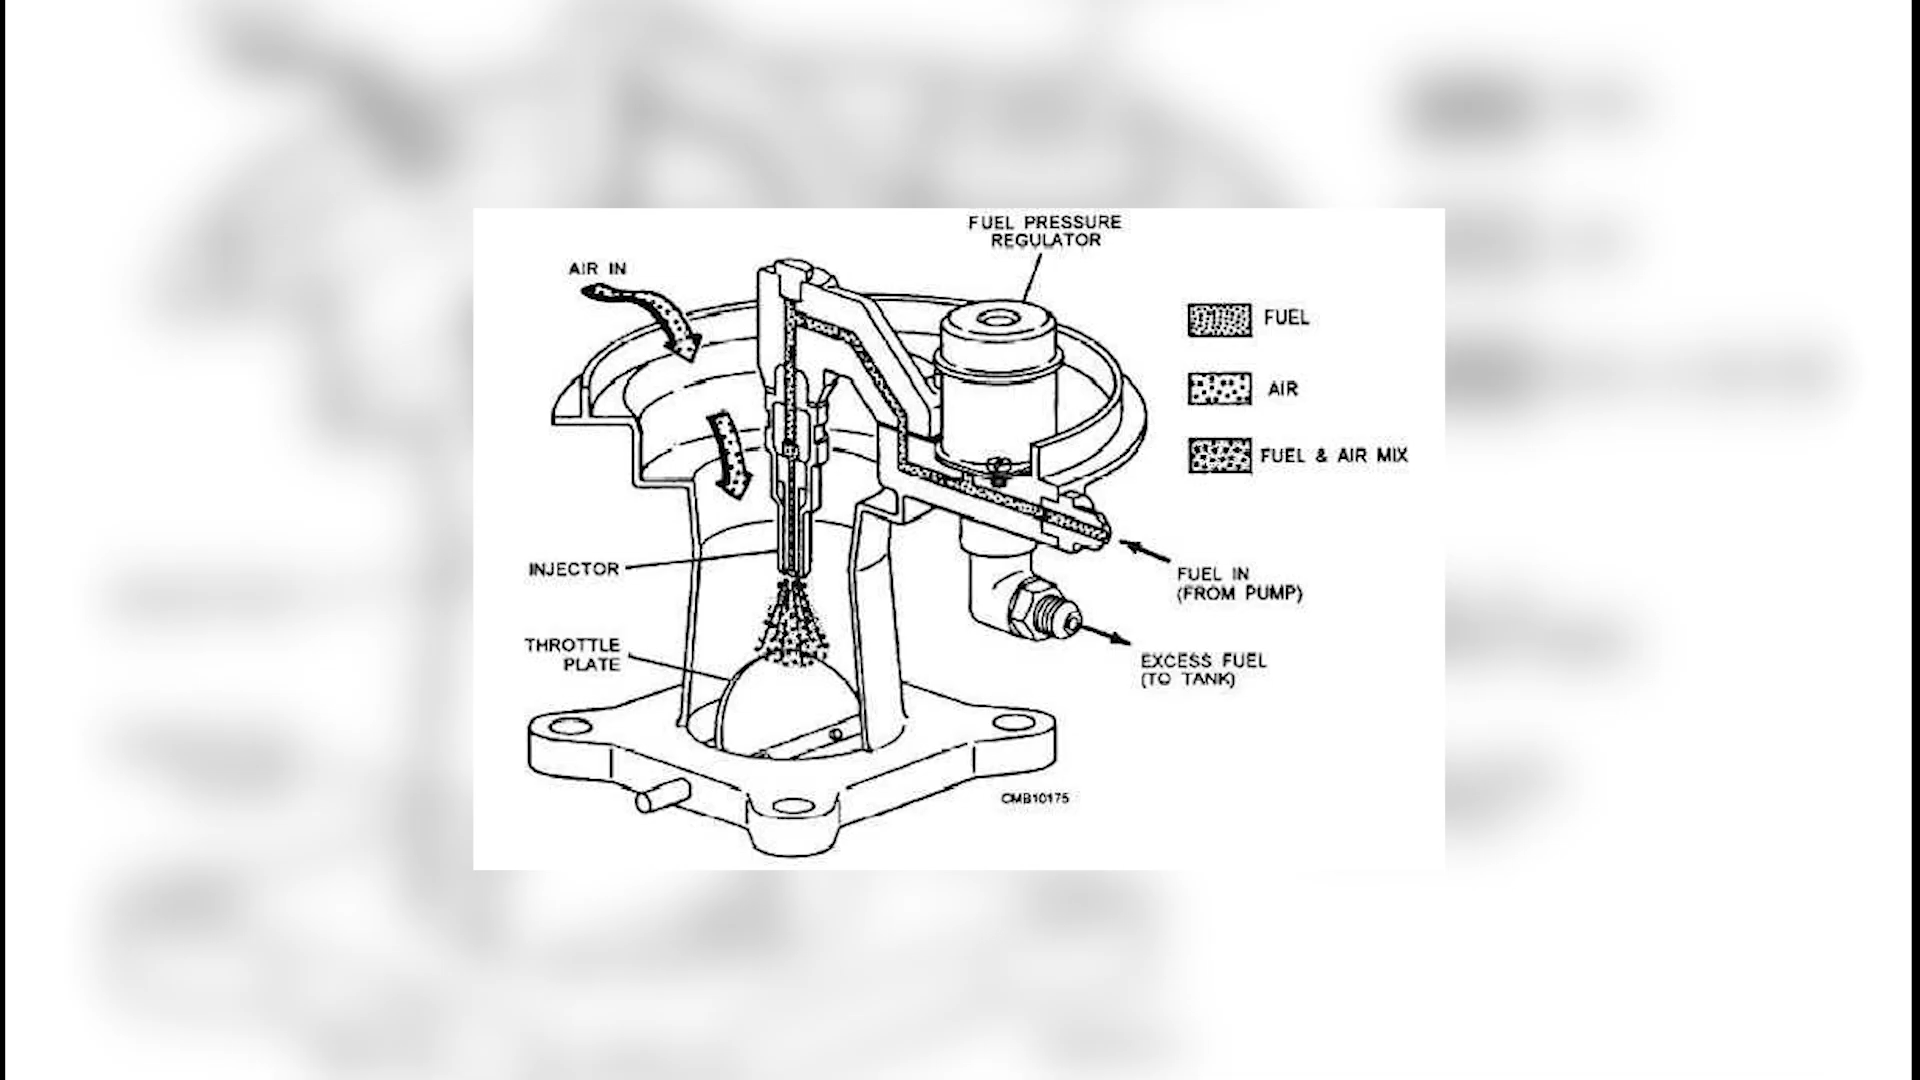 FUEL PRESSURE
REGULATOR
AIR IN
FUEL
AIR
FUEL & AIR MIX
INJECTOR
FUEL IN
(FROM PUMP)
THROTTLE
PLATE
EXCESS FUEL
(TO TANK)
CMB10175